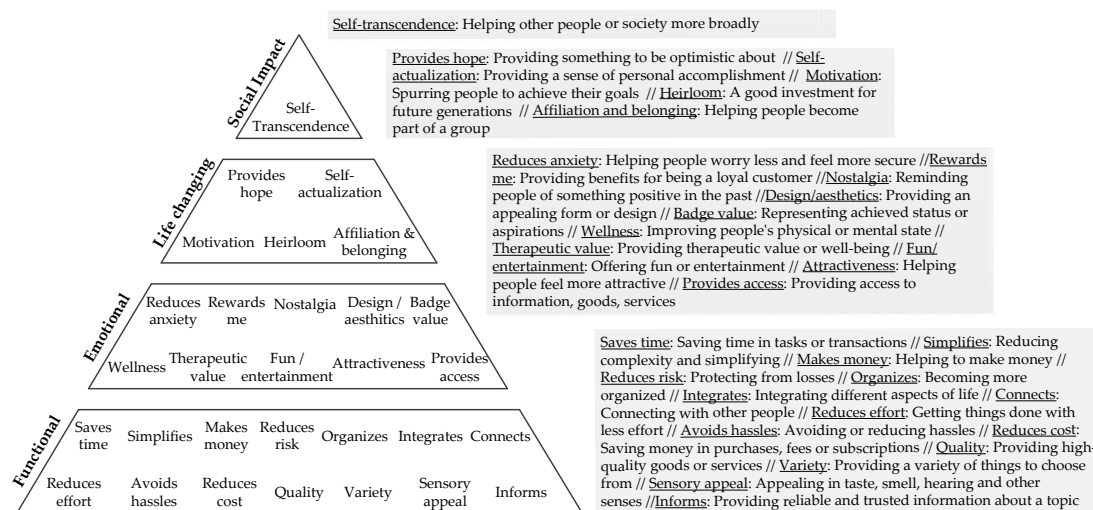 Self-transcendence: Helping other people or society more broadly
Provides hope: Providing something to be optimistic about // Self-
actualization: Providing a sense of personal accomplishment // Motivation:
Spurring people to achieve their goals // Heirloom: A good investment for
future generations // Affiliation and belonging: Helping people become
part of a group
Social Impact
Self-
Transcendence
Reduces anxiety: Helping people worry less and feel more secure //Rewards
me: Providing benefits for being a loyal customer //Nostalgia: Reminding
people of something positive in the past //Design/aesthetics: Providing an
appealing form or design // Badge value: Representing achieved status or
aspirations // Wellness: Improving people's physical or mental state //
Therapeutic value: Providing therapeutic value or well-being // Fun/
entertainment: Offering fun or entertainment // Attractiveness: Helping
people feel more attractive // Provides access: Providing access to
information, goods, services
Life changing
Provides
hope
Self-
actualization
Motivation
Heirloom
Affiliation &
belonging
Emotional
Reduces
anxiety
Rewards
me
Nostalgia
Design /
aesthitics
Badge
value
Wellness
Therapeutic
value
Fun /
entertainment
Attractiveness
Provides
access
Saves time: Saving time in tasks or transactions // Simplifies: Reducing
complexity and simplifying // Makes money: Helping to make money //
Reduces risk: Protecting from losses // Organizes: Becoming more
organized // Integrates: Integrating different aspects of life // Connects:
Connecting with other people // Reduces effort: Getting things done with
less effort // Avoids hassles: Avoiding or reducing hassles // Reduces cost:
Saving money in purchases, fees or subscriptions // Quality: Providing high-
quality goods or services // Variety: Providing a variety of things to choose
from // Sensory appeal: Appealing in taste, smell, hearing and other
senses //Informs: Providing reliable and trusted information about a topic
Functional
Saves
time
Simplifies
Makes
money
Reduces
risk
Organizes
Integrates
Connects
Reduces
effort
Avoids
hassles
Reduces
cost
Quality
Variety
Sensory
appeal
Informs